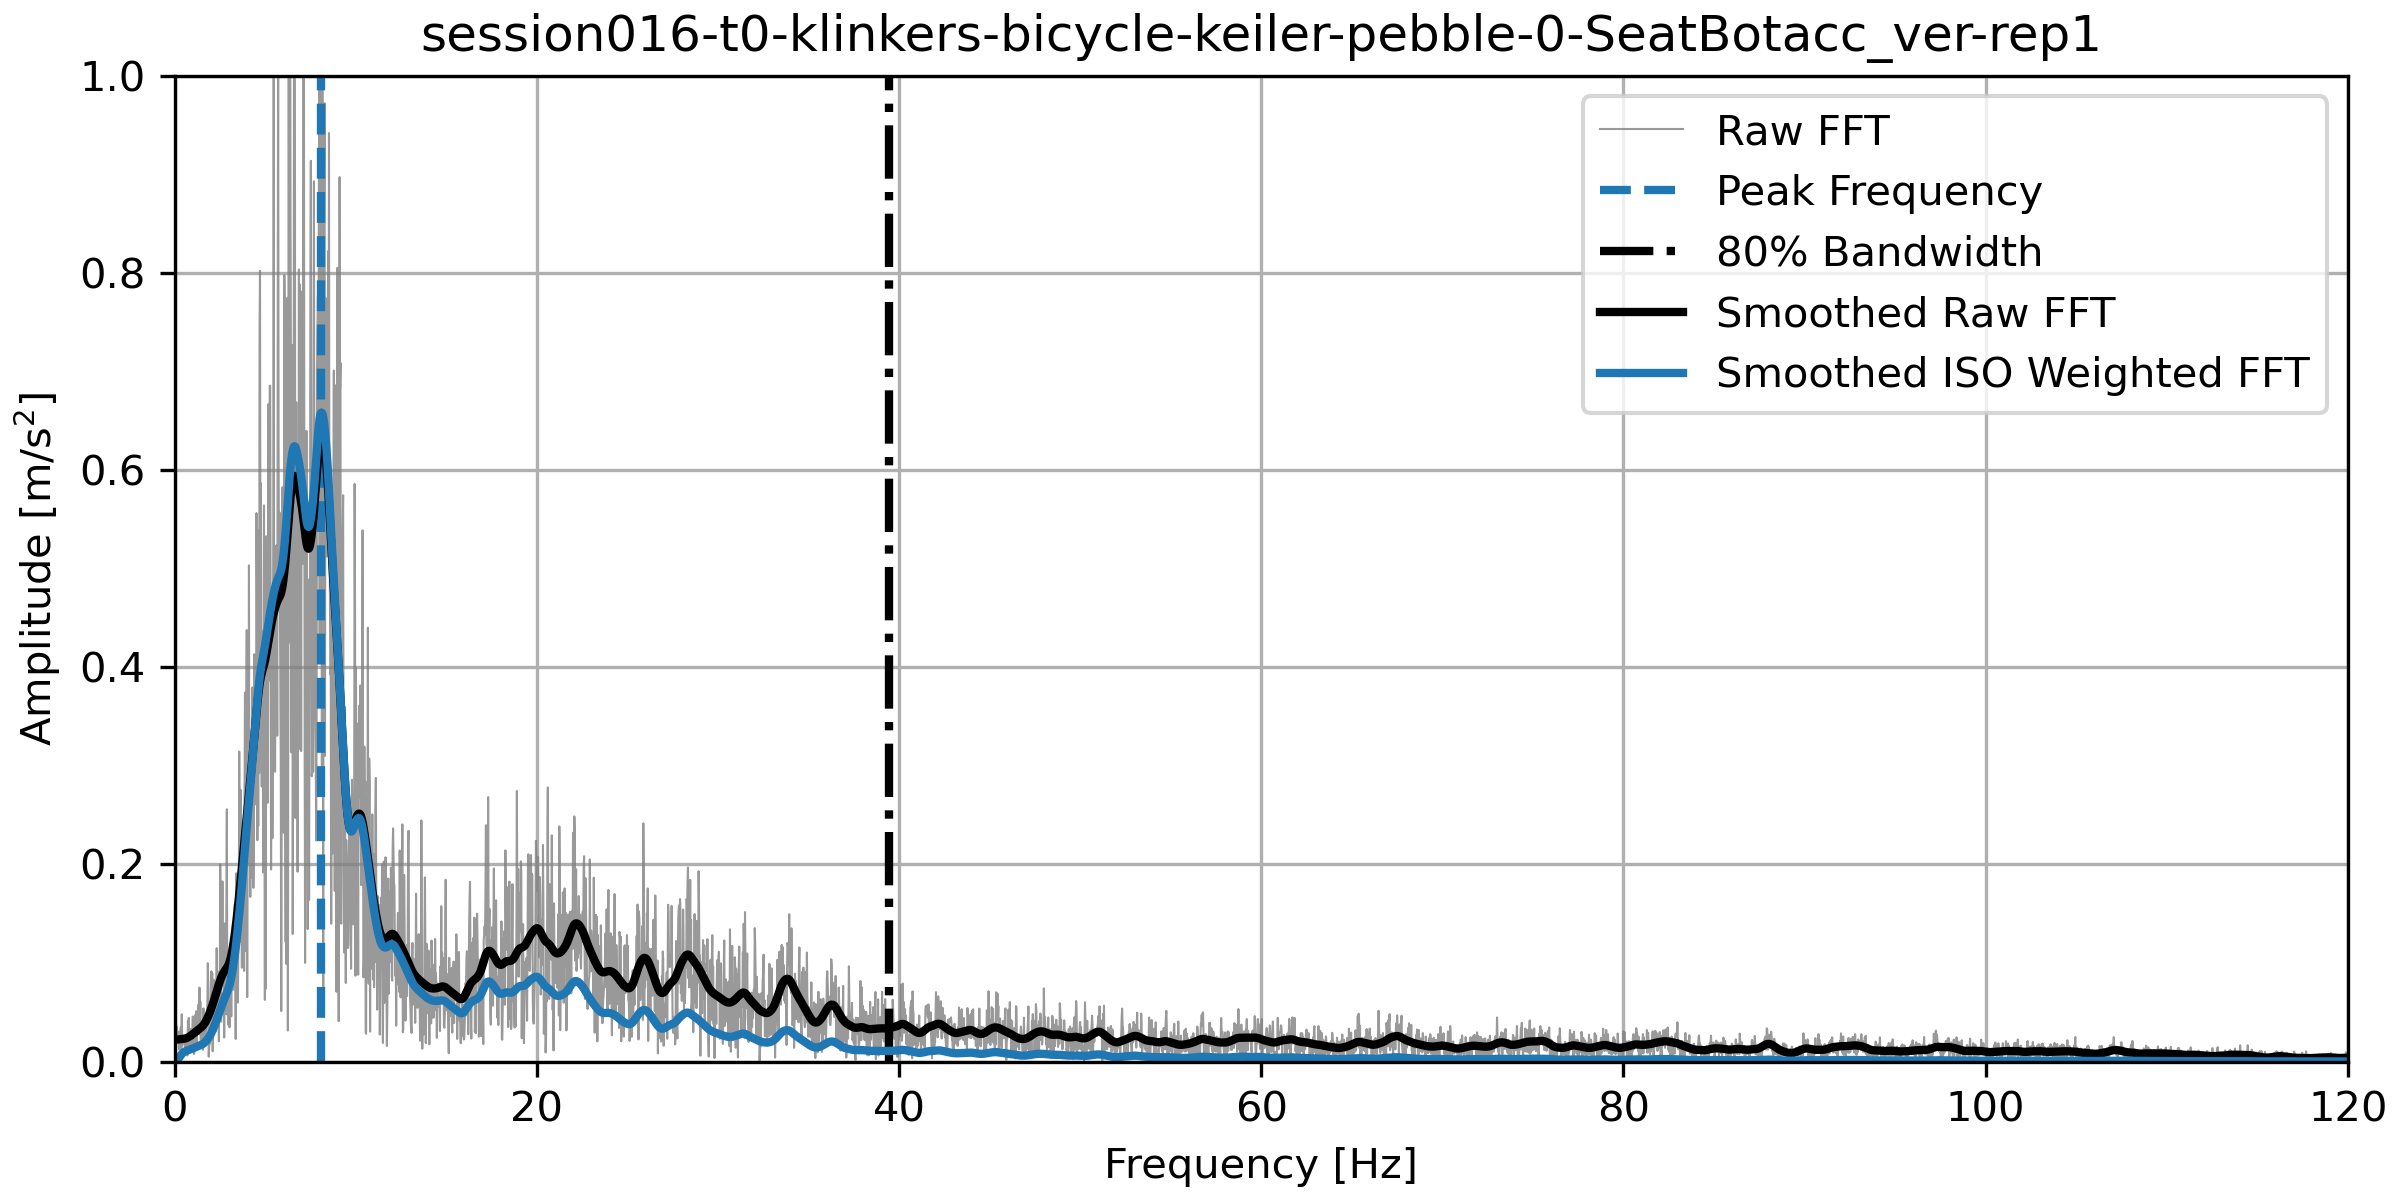 session016-t0-klinkers-bicycle-keiler-pebble-0-SeatBotacc_ver-rep1
1.0
0.8
0.6
0.4
0.2
0.0
Amplitude [m/s²]
Raw FFT
Peak Frequency
80% Bandwidth
Smoothed Raw FFT
Smoothed ISO Weighted FFT
0 20 40 60 80 100 120
Frequency [Hz]